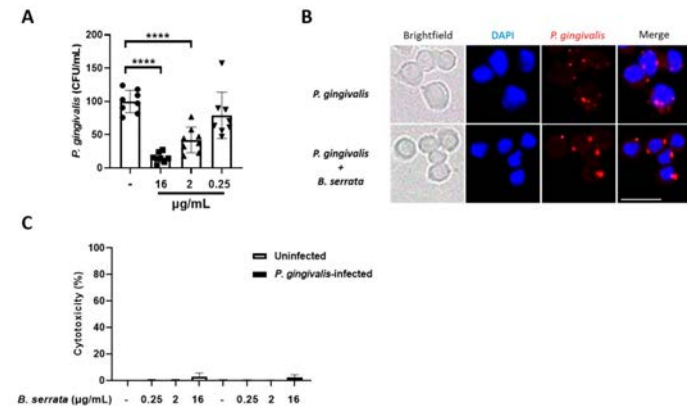 A
P. gingivalis (CFU/mL)
150
100
50
0
****
****
- 16 2 0.25
µg/mL
B
Brightfield DAPI P. gingivalis Merge
P. gingivalis
P. gingivalis
+
B. serrata
C
Cytotoxicity (%)
100
80
60
40
20
0
Uninfected
P. gingivalis-infected
B. serrata (µg/mL) - 0.25 2 16 - 0.25 2 16